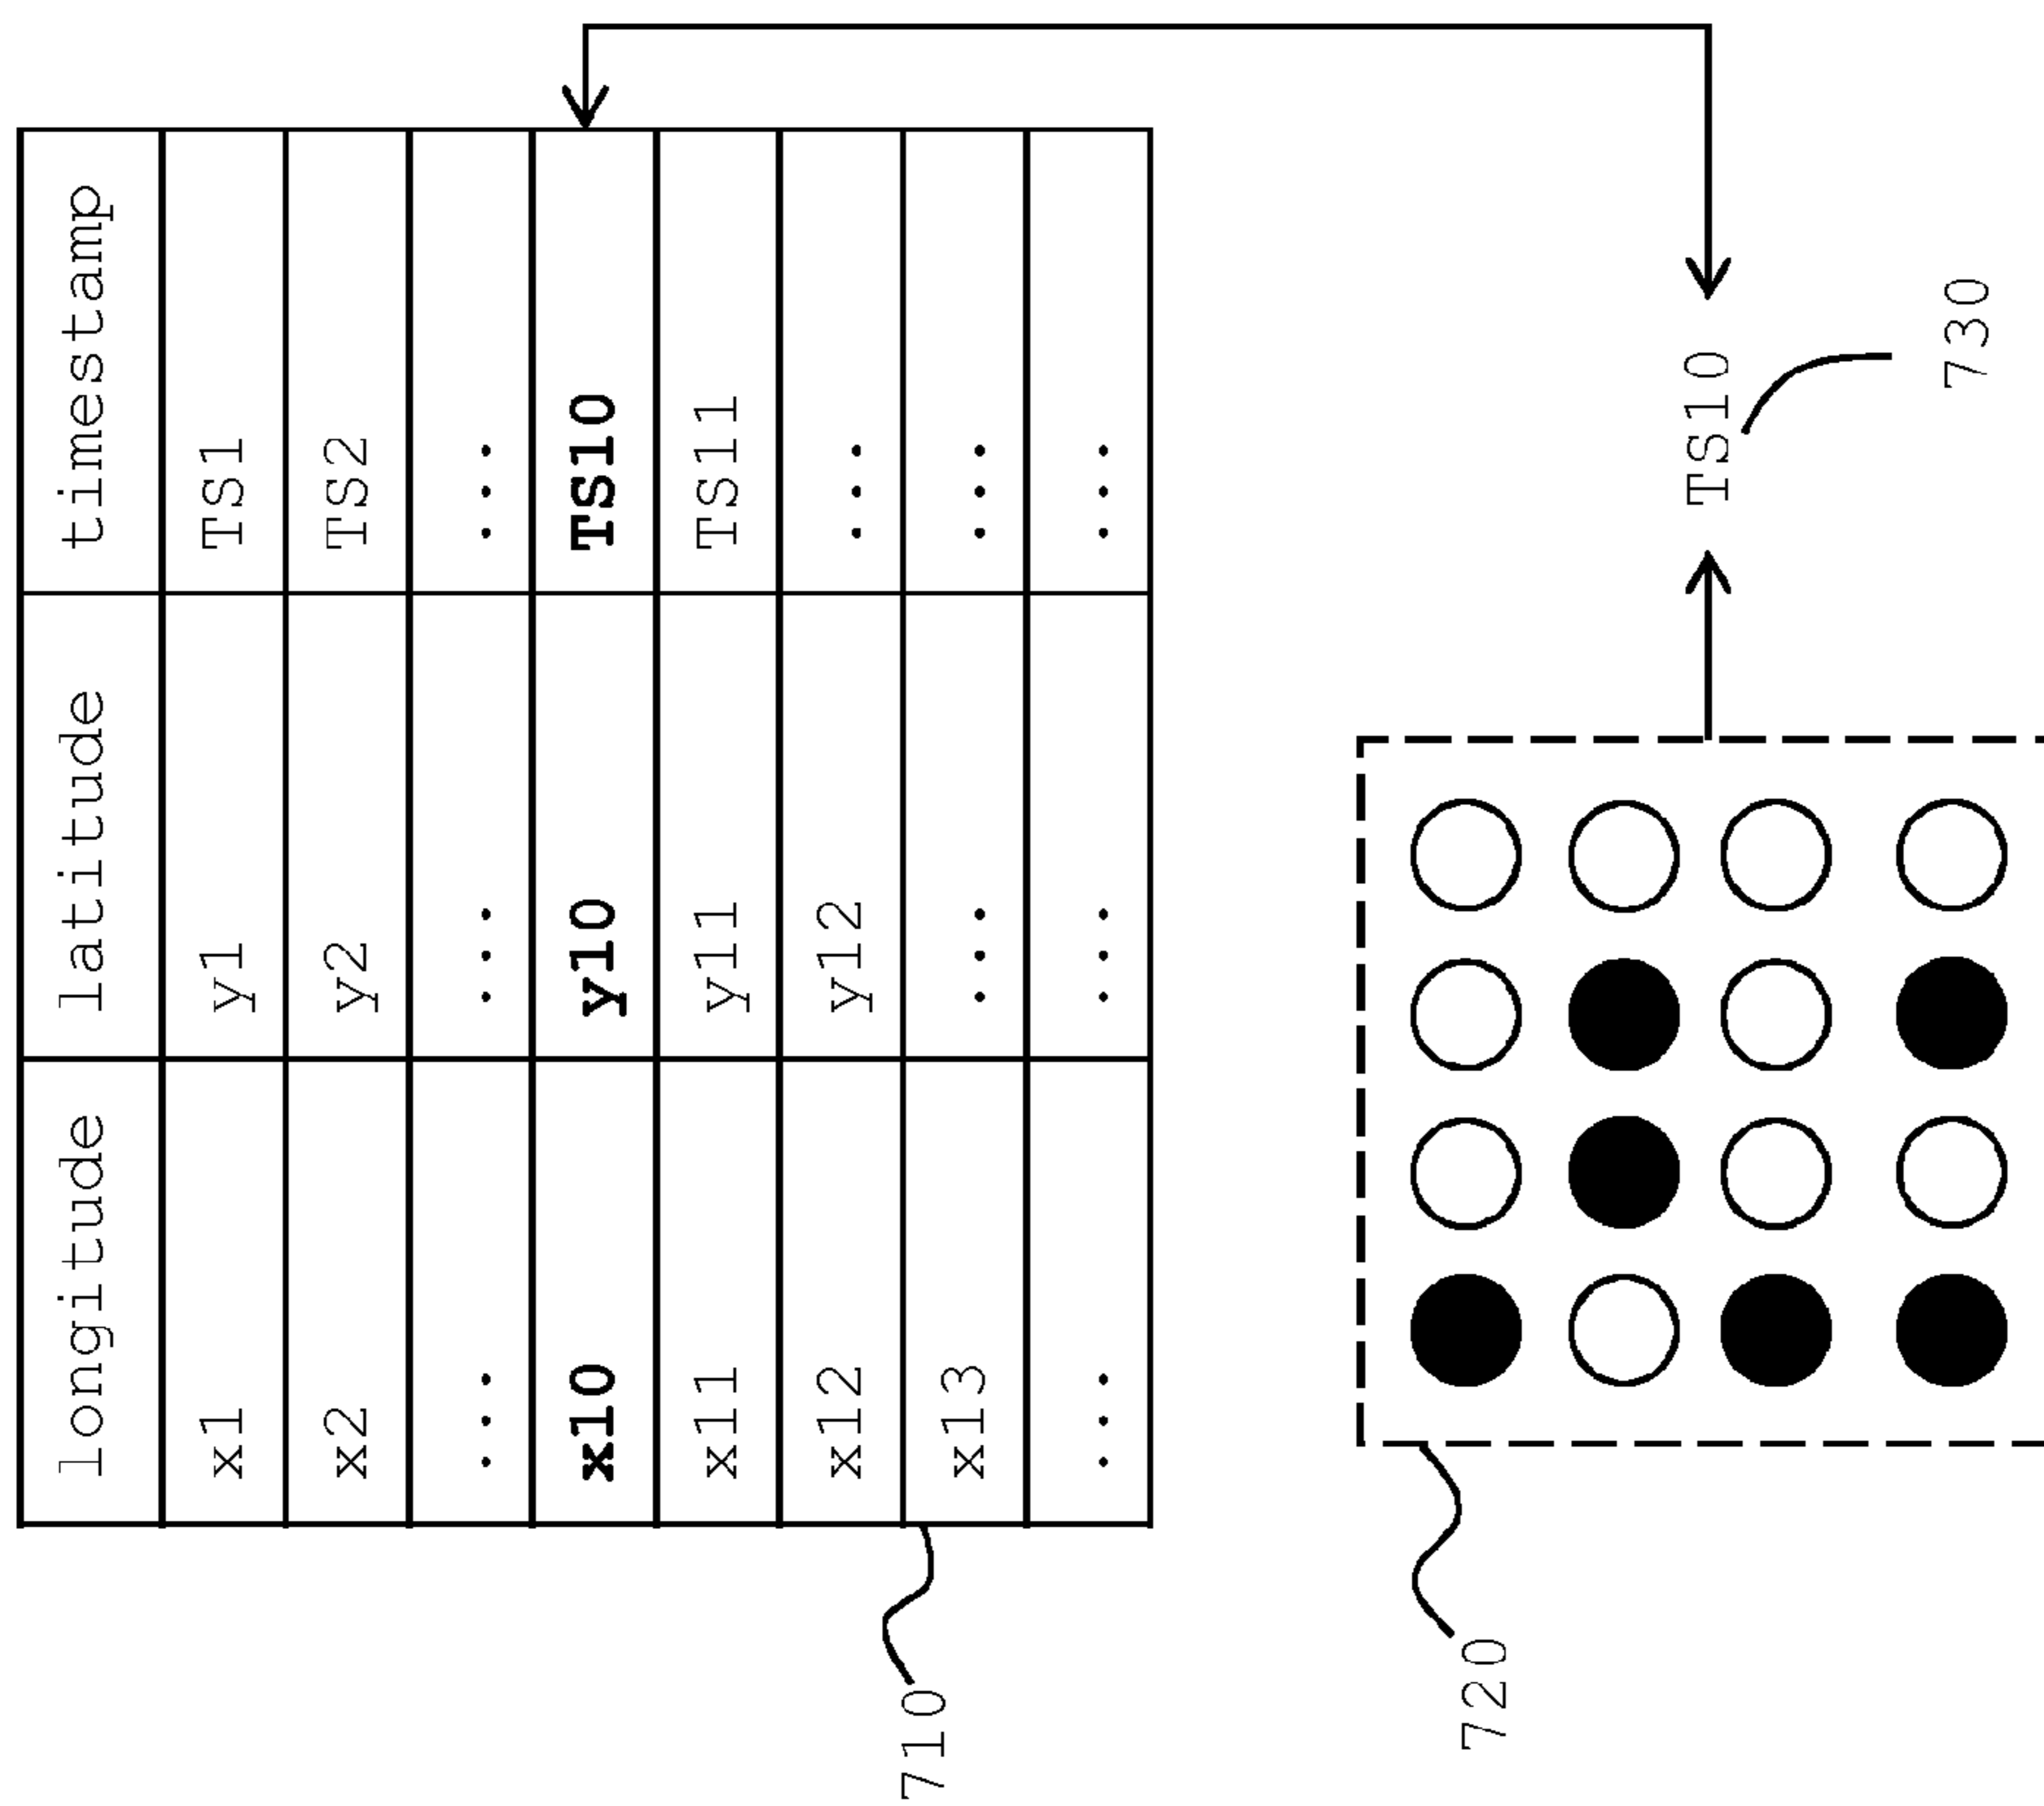 longitude latitude timestamp
x1 y1 TS1
x2 y2 TS2
... ... ...
x10 y10 TS10
x11 y11 TS11
x12 y12 ...
x13 ... ...
... ... ...
710
720
TS10
730